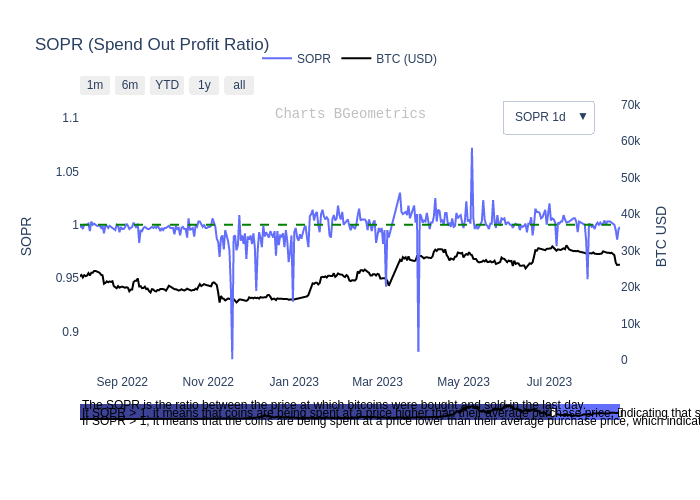 SOPR (Spend Out Profit Ratio)
SOPR
BTC (USD)
1m
6m
YTD
1y
all
Charts BGeometrics
SOPR 1d
▼
1.1
1.05
1
0.95
0.9
SOPR
70k
60k
50k
40k
30k
20k
10k
0
BTC USD
Sep 2022
Nov 2022
Jan 2023
Mar 2023
May 2023
Jul 2023
The SOPR is the ratio between the price at which bitcoins were bought and sold in the last day.
If SOPR > 1, it means that coins are being spent at a price higher than their average purchase price, indicating that s
If SOPR > 1, it means that the coins are being spent at a price lower than their average purchase price, which indicat